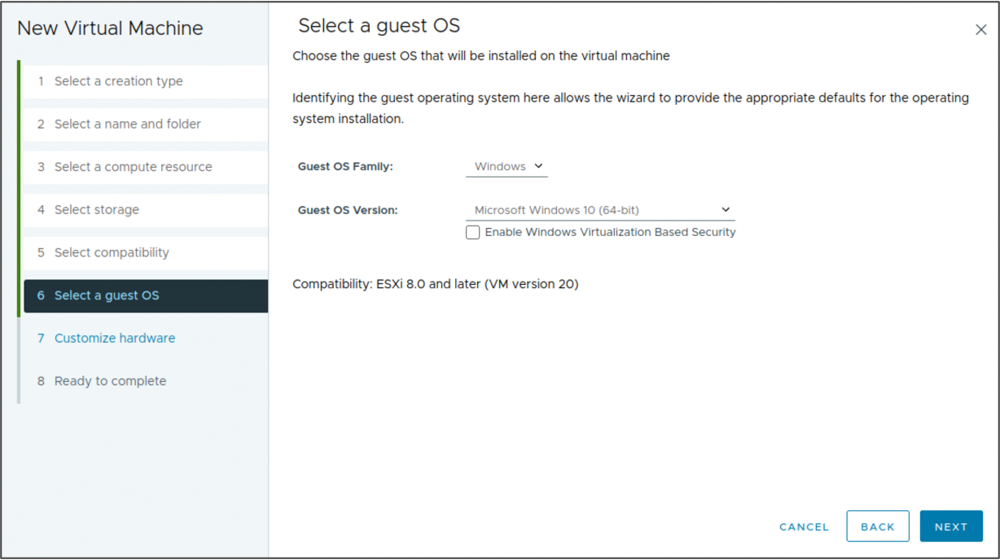 New Virtual Machine
1 Select a creation type
2 Select a name and folder
3 Select a compute resource
4 Select storage
5 Select compatibility
6 Select a guest OS
7 Customize hardware
8 Ready to complete
Select a guest OS
Choose the guest OS that will be installed on the virtual machine
Identifying the guest operating system here allows the wizard to provide the appropriate defaults for the operating
system installation.
Guest OS Family: Windows
Guest OS Version: Microsoft Windows 10 (64-bit)
Enable Windows Virtualization Based Security
Compatibility: ESXi 8.0 and later (VM version 20)
CANCEL BACK NEXT